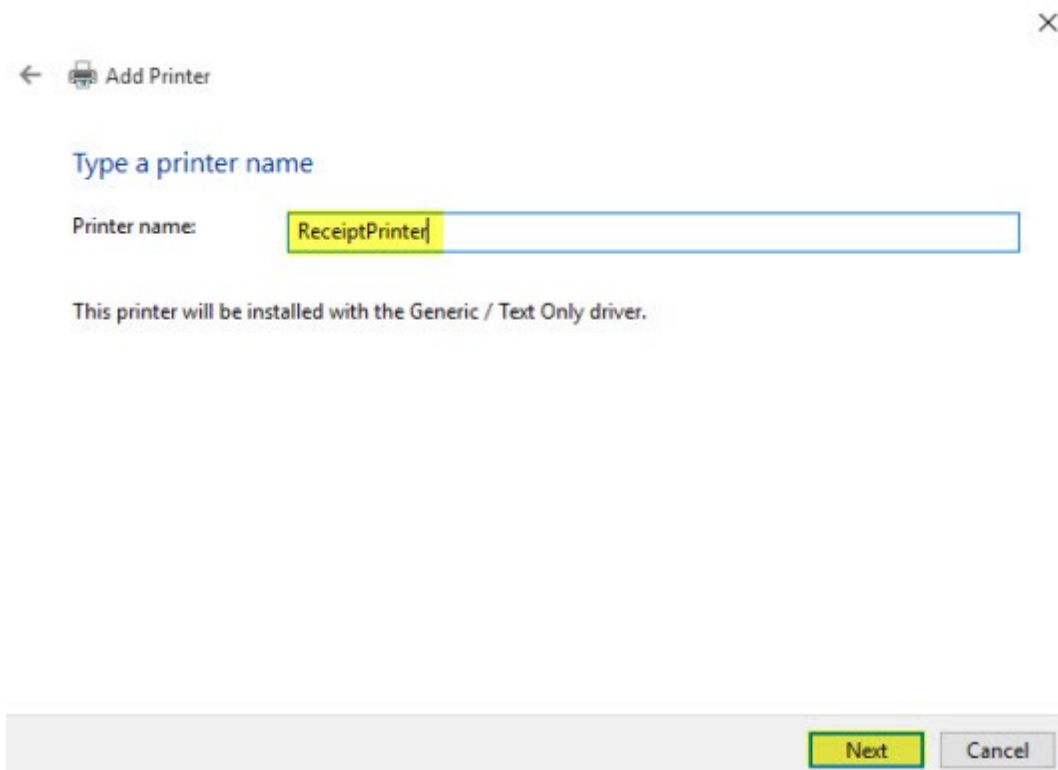 Add Printer
Type a printer name
Printer name: ReceiptPrinter
This printer will be installed with the Generic / Text Only driver.
Next Cancel